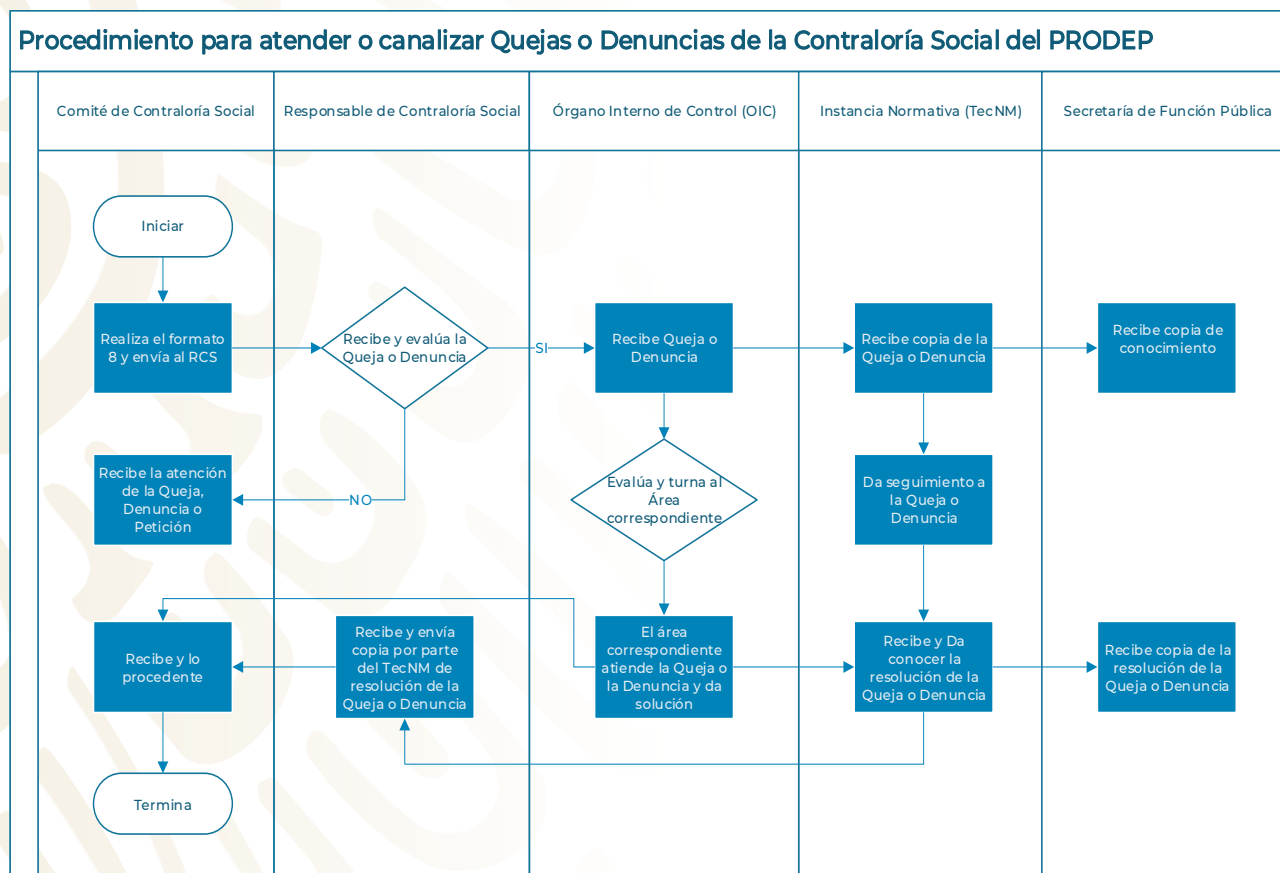 Procedimiento para atender o canalizar Quejas o Denuncias de la Contraloría Social del PRODEP
Comité de Contraloría Social
Responsable de Contraloría Social
Órgano Interno de Control (OIC)
Instancia Normativa (TecNM)
Secretaría de Función Pública
Iniciar
Realiza el formato
8 y envía al RCS
Recibe y evalúa la
Queja o Denuncia
SI
Recibe Queja o
Denuncia
Recibe copia de la
Queja o Denuncia
Recibe copia de
conocimiento
Recibe la atención
de la Queja,
Denuncia o
Petición
NO
Evalúa y turna al
Área
correspondiente
Da seguimiento a
la Queja o
Denuncia
Recibe y lo
procedente
Recibe y envía
copia por parte
del TecNM de
resolución de la
Queja o Denuncia
El área
correspondiente
atiende la Queja o
la Denuncia y da
solución
Recibe y Da
conocer la
resolución de la
Queja o Denuncia
Recibe copia de la
resolución de la
Queja o Denuncia
Termina